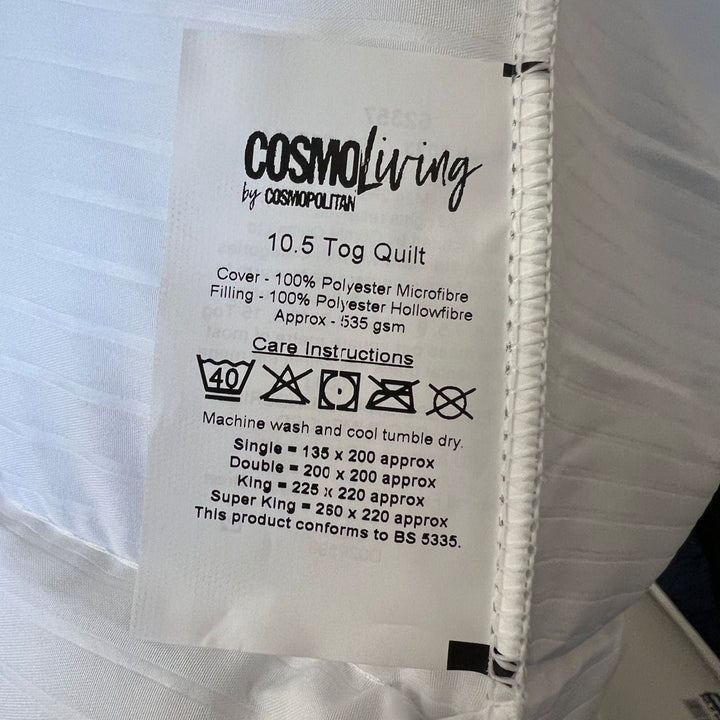 COSMOLiving
by COSMOPOLITAN
10.5 Tog Quilt
Cover - 100% Polyester Microfibre
Filling - 100% Polyester Hollowfibre
Approx - 535 gsm
Care Instructions
40
Machine wash and cool tumble dry.
Single = 135 x 200 approx
Double = 200 x 200 approx
King = 225 x 220 approx
Super King = 260 x 220 approx
This product conforms to BS 5335.